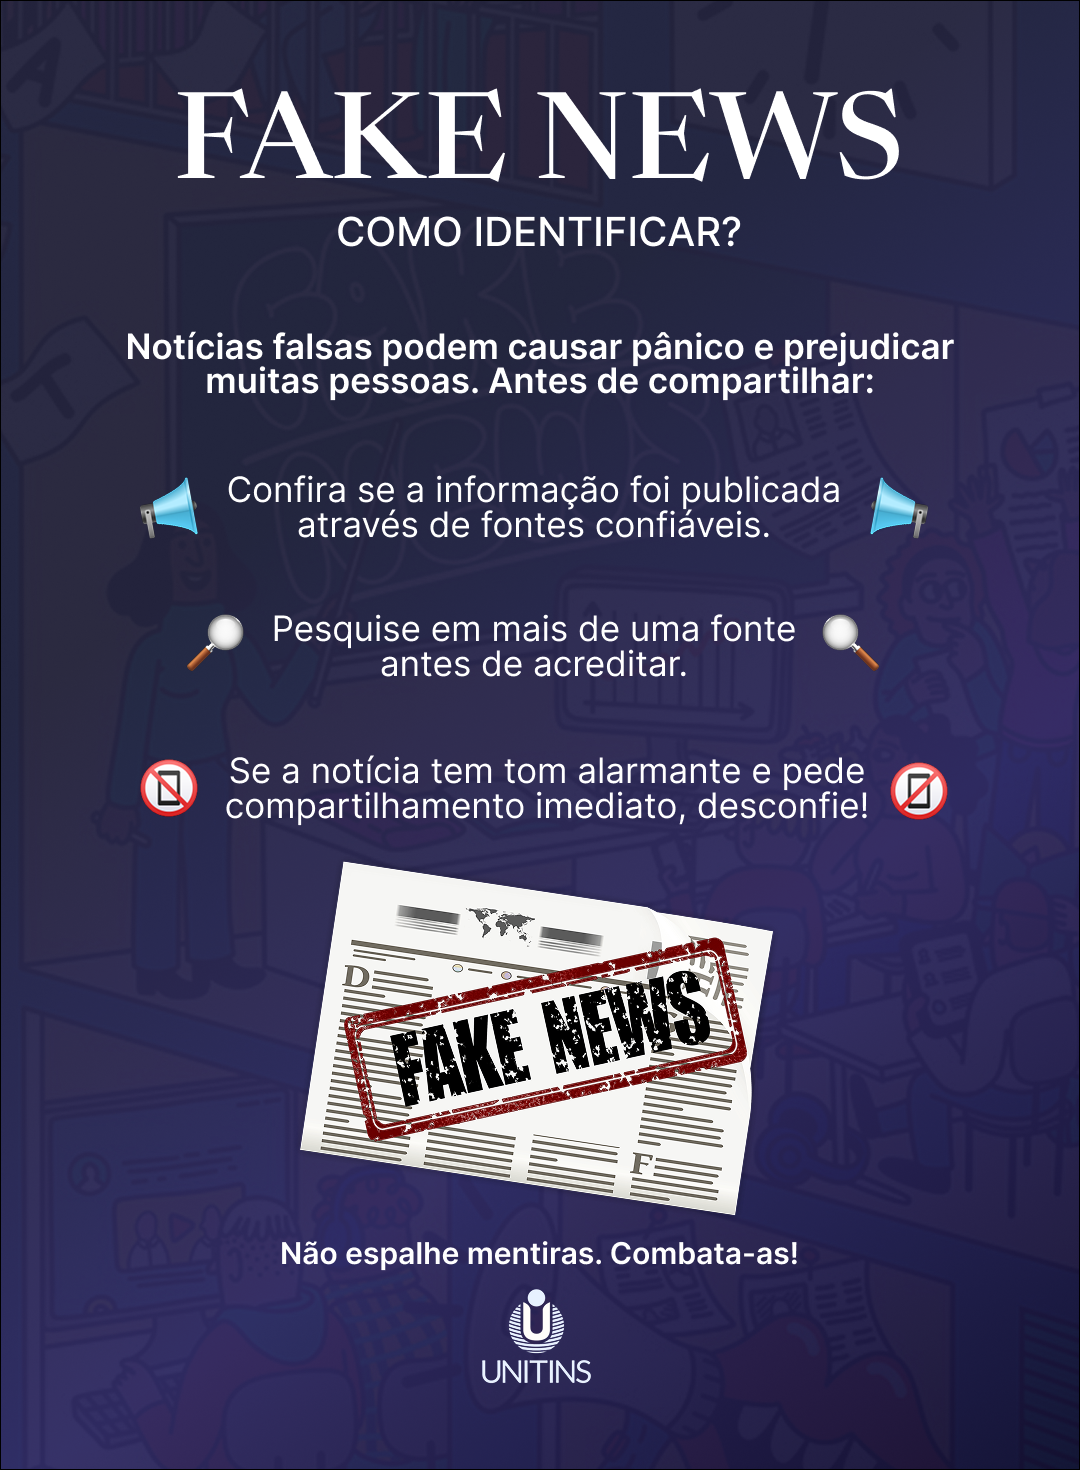 FAKE NEWS
COMO IDENTIFICAR?
Notícias falsas podem causar pânico e prejudicar
muitas pessoas. Antes de compartilhar:
Confira se a informação foi publicada
através de fontes confiáveis.
Pesquise em mais de uma fonte
antes de acreditar.
Se a notícia tem tom alarmante e pede
compartilhamento imediato, desconfie!
D
FAKE NEWS
F
Não espalhe mentiras. Combata-as!
U
UNITINS